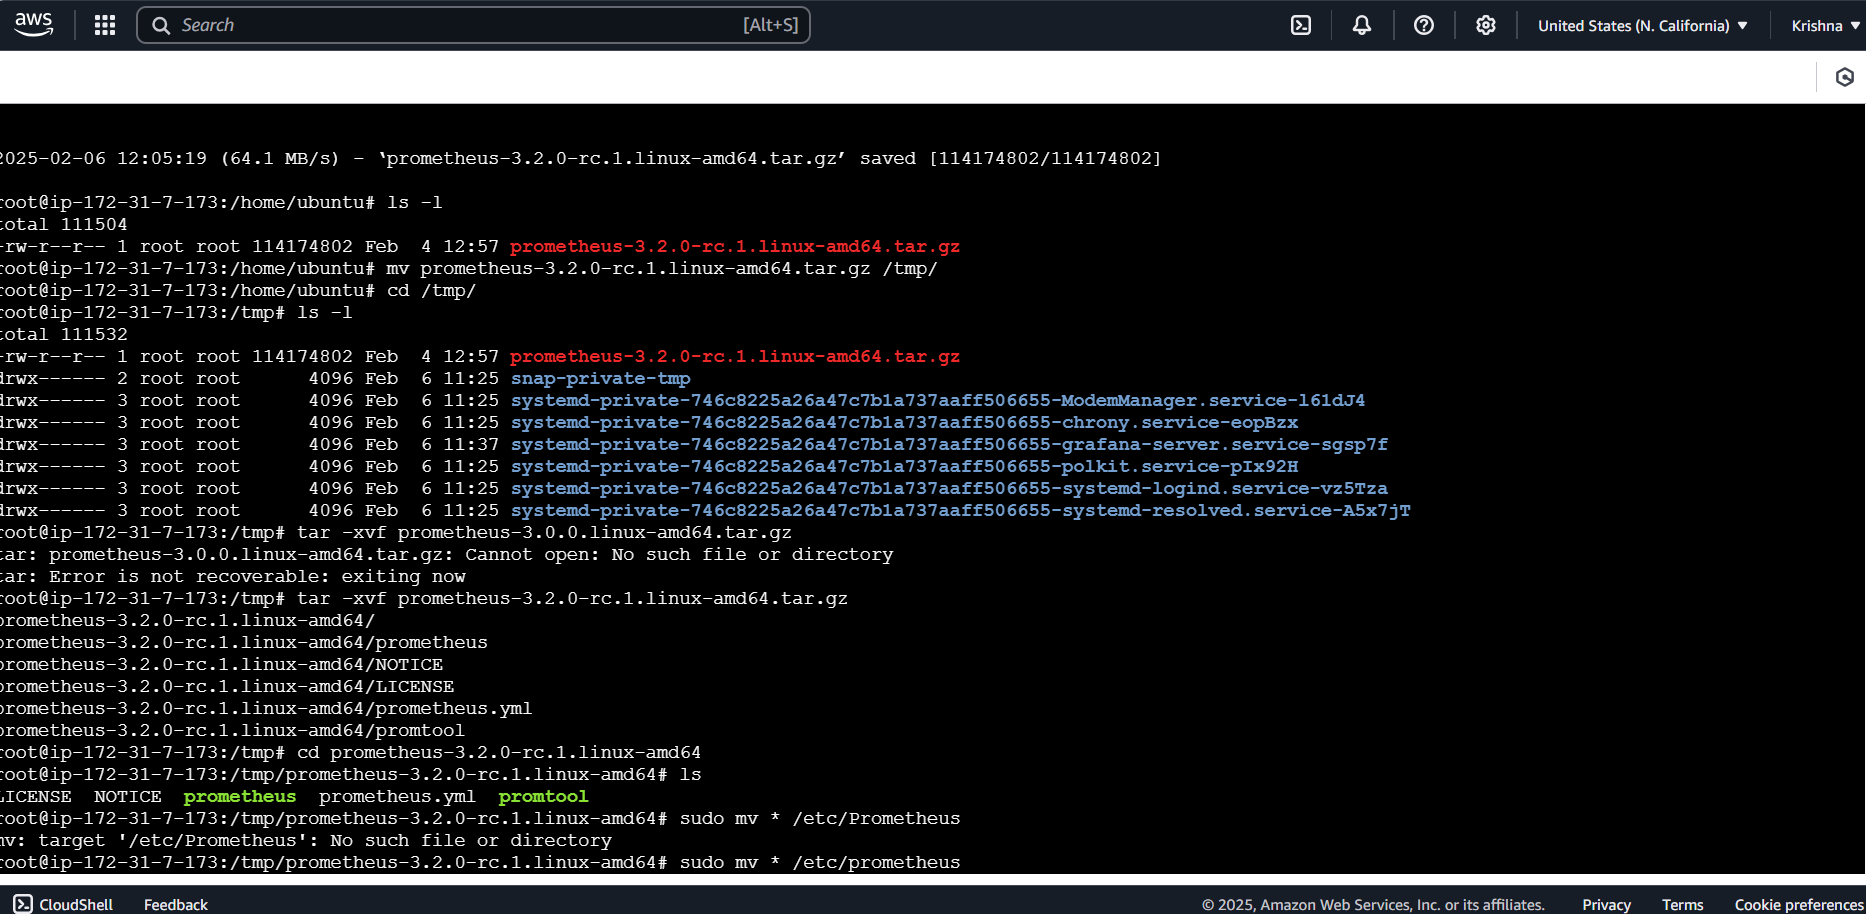 aws
Search [Alt+S]
United States (N. California)
Krishna
2025-02-06 12:05:19 (64.1 MB/s) - ‘prometheus-3.2.0-rc.1.linux-amd64.tar.gz’ saved [114174802/114174802]
root@ip-172-31-7-173:/home/ubuntu# ls -l
total 111504
-rw-r--r-- 1 root root 114174802 Feb  4 12:57 prometheus-3.2.0-rc.1.linux-amd64.tar.gz
root@ip-172-31-7-173:/home/ubuntu# mv prometheus-3.2.0-rc.1.linux-amd64.tar.gz /tmp/
root@ip-172-31-7-173:/home/ubuntu# cd /tmp/
root@ip-172-31-7-173:/tmp# ls -l
total 111532
-rw-r--r-- 1 root root 114174802 Feb  4 12:57 prometheus-3.2.0-rc.1.linux-amd64.tar.gz
drwx------ 2 root root      4096 Feb  6 11:25 snap-private-tmp
drwx------ 3 root root      4096 Feb  6 11:25 systemd-private-746c8225a26a47c7b1a737aaff506655-ModemManager.service-l61dJ4
drwx------ 3 root root      4096 Feb  6 11:25 systemd-private-746c8225a26a47c7b1a737aaff506655-chrony.service-eopBzx
drwx------ 3 root root      4096 Feb  6 11:37 systemd-private-746c8225a26a47c7b1a737aaff506655-grafana-server.service-sgsp7f
drwx------ 3 root root      4096 Feb  6 11:25 systemd-private-746c8225a26a47c7b1a737aaff506655-polkit.service-pIx92H
drwx------ 3 root root      4096 Feb  6 11:25 systemd-private-746c8225a26a47c7b1a737aaff506655-systemd-logind.service-vz5Tza
drwx------ 3 root root      4096 Feb  6 11:25 systemd-private-746c8225a26a47c7b1a737aaff506655-systemd-resolved.service-A5x7jT
root@ip-172-31-7-173:/tmp# tar -xvf prometheus-3.0.0.linux-amd64.tar.gz
tar: prometheus-3.0.0.linux-amd64.tar.gz: Cannot open: No such file or directory
tar: Error is not recoverable: exiting now
root@ip-172-31-7-173:/tmp# tar -xvf prometheus-3.2.0-rc.1.linux-amd64.tar.gz
prometheus-3.2.0-rc.1.linux-amd64/
prometheus-3.2.0-rc.1.linux-amd64/prometheus
prometheus-3.2.0-rc.1.linux-amd64/NOTICE
prometheus-3.2.0-rc.1.linux-amd64/LICENSE
prometheus-3.2.0-rc.1.linux-amd64/prometheus.yml
prometheus-3.2.0-rc.1.linux-amd64/promtool
root@ip-172-31-7-173:/tmp# cd prometheus-3.2.0-rc.1.linux-amd64
root@ip-172-31-7-173:/tmp/prometheus-3.2.0-rc.1.linux-amd64# ls
LICENSE  NOTICE  prometheus  prometheus.yml  promtool
root@ip-172-31-7-173:/tmp/prometheus-3.2.0-rc.1.linux-amd64# sudo mv * /etc/Prometheus
mv: target '/etc/Prometheus': No such file or directory
root@ip-172-31-7-173:/tmp/prometheus-3.2.0-rc.1.linux-amd64# sudo mv * /etc/prometheus
CloudShell Feedback © 2025, Amazon Web Services, Inc. or its affiliates. Privacy Terms Cookie preferences